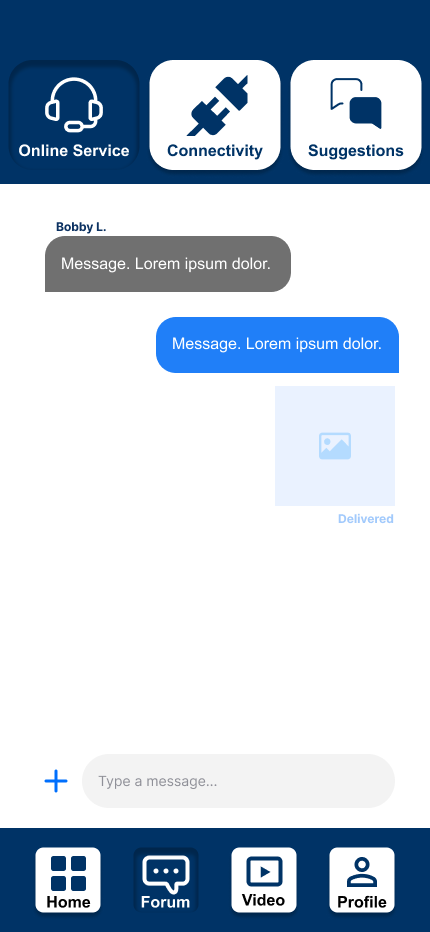 Online Service
Connectivity
Suggestions
Bobby L.
Message. Lorem ipsum dolor.
Message. Lorem ipsum dolor.
Delivered
Type a message...
Home
Forum
Video
Profile